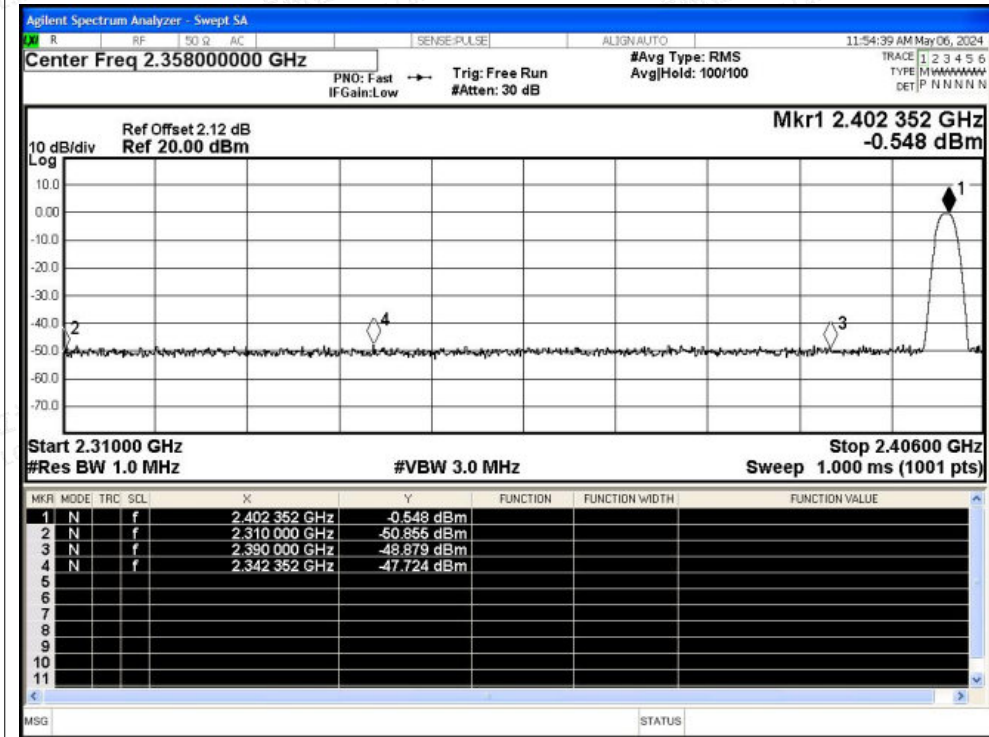 Agilent Spectrum Analyzer - Swept SA
LXI R RF 50 Ω AC SENSE:PULSE ALIGNAUTO 11:54:39 AM May 06, 2024
Center Freq 2.358000000 GHz
PNO: Fast
IFGain:Low
Trig: Free Run
#Atten: 30 dB
#Avg Type: RMS
Avg|Hold: 100/100
TRACE 1 2 3 4 5 6
TYPE M
DET P N N N N N
Ref Offset 2.12 dB
10 dB/div Ref 20.00 dBm
Log
Mkr1 2.402 352 GHz
-0.548 dBm
10.0
0.00
-10.0
-20.0
-30.0
-40.0
-50.0
-60.0
-70.0
1
2
4
3
Start 2.31000 GHz Stop 2.40600 GHz
#Res BW 1.0 MHz #VBW 3.0 MHz Sweep 1.000 ms (1001 pts)
MKR MODE TRC SCL X Y FUNCTION FUNCTION WIDTH FUNCTION VALUE
1 N f 2.402 352 GHz -0.548 dBm
2 N f 2.310 000 GHz -50.855 dBm
3 N f 2.390 000 GHz -48.879 dBm
4 N f 2.342 352 GHz -47.724 dBm
5
6
7
8
9
10
11
MSG STATUS